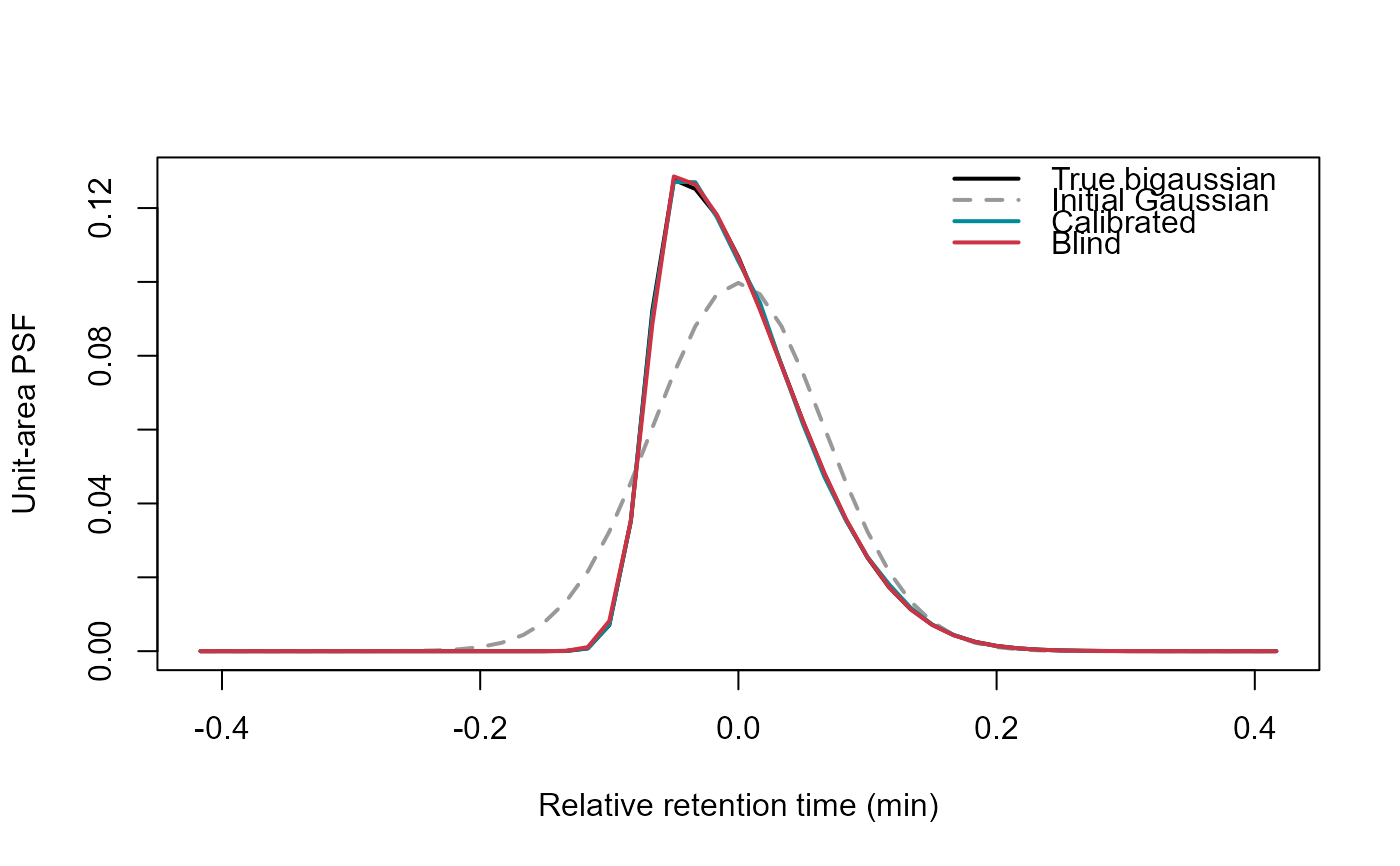 True bigaussian
Initial Gaussian
Calibrated
Blind
Unit-area PSF
0.12
0.08
0.04
0.00
-0.4
-0.2
0.0
0.2
0.4
Relative retention time (min)